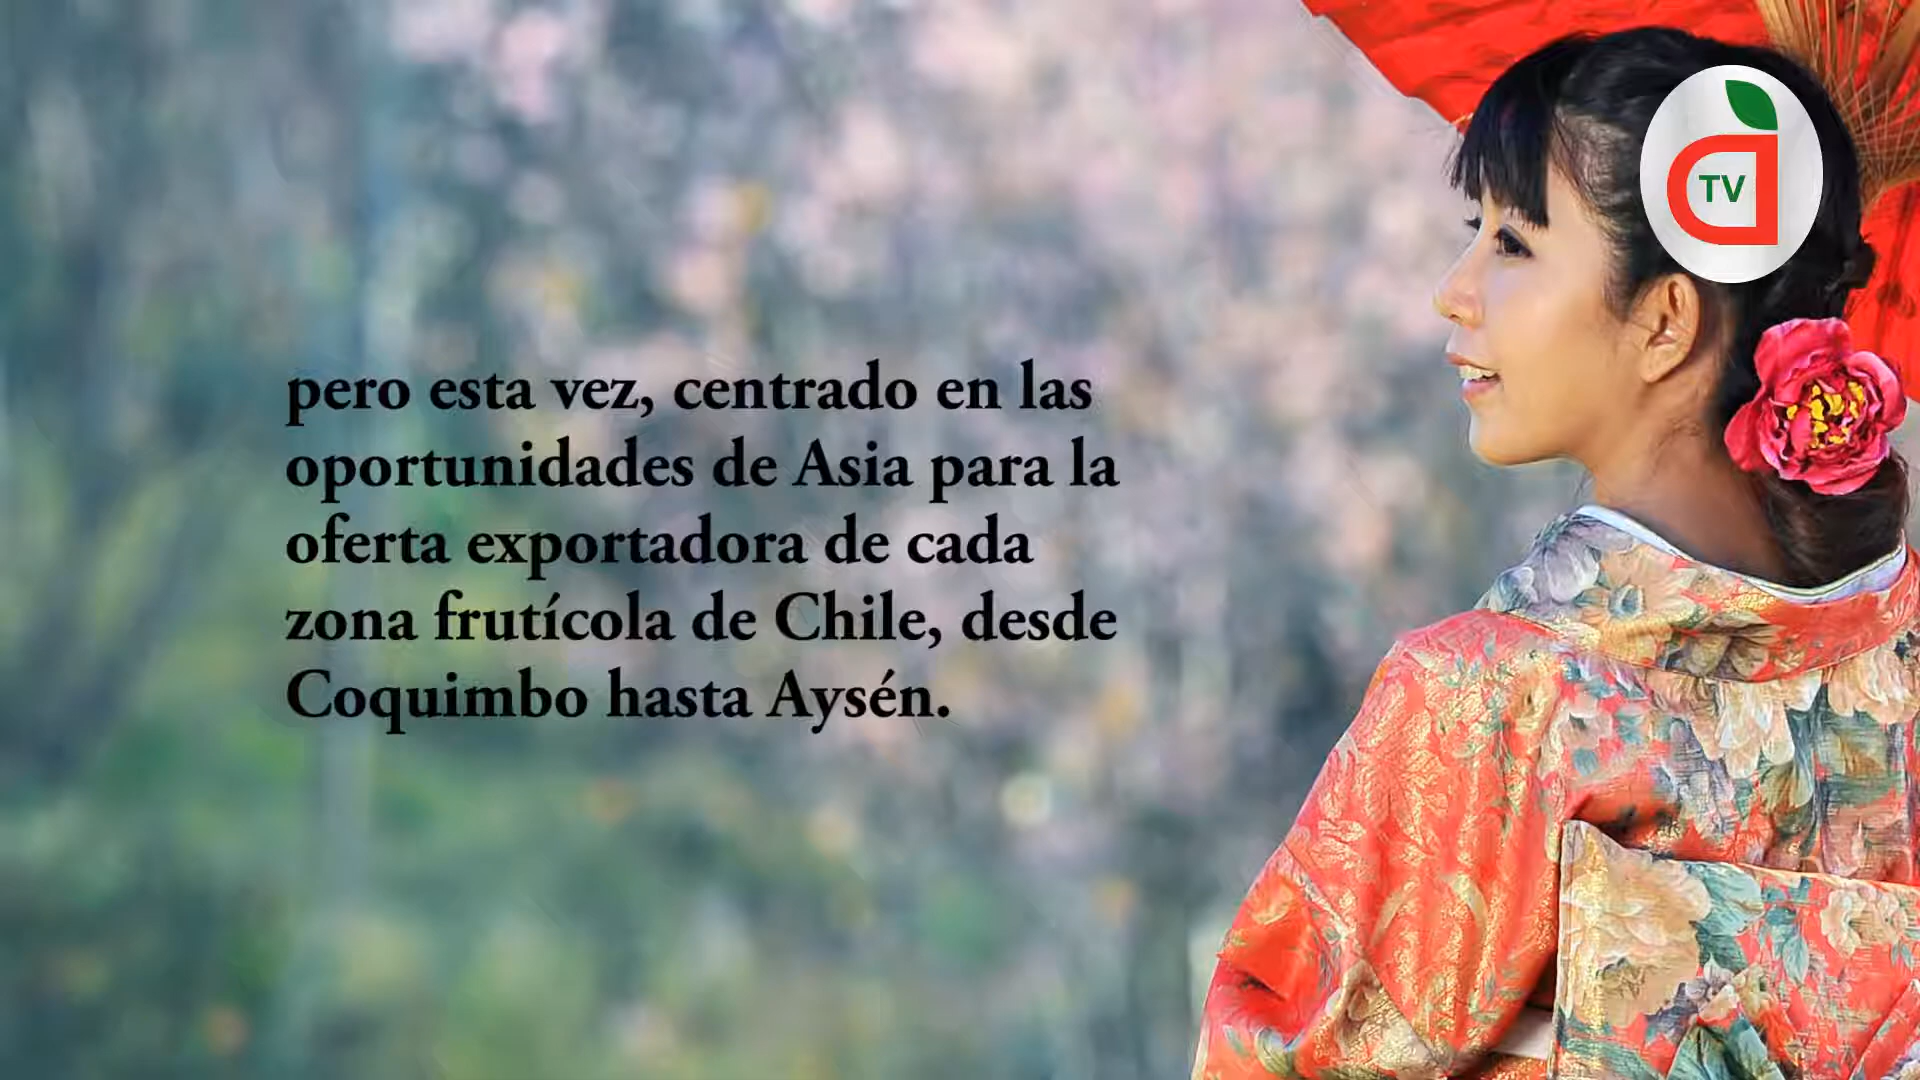 TV
pero esta vez, centrado en las
oportunidades de Asia para la
oferta exportadora de cada
zona frutícola de Chile, desde
Coquimbo hasta Aysén.